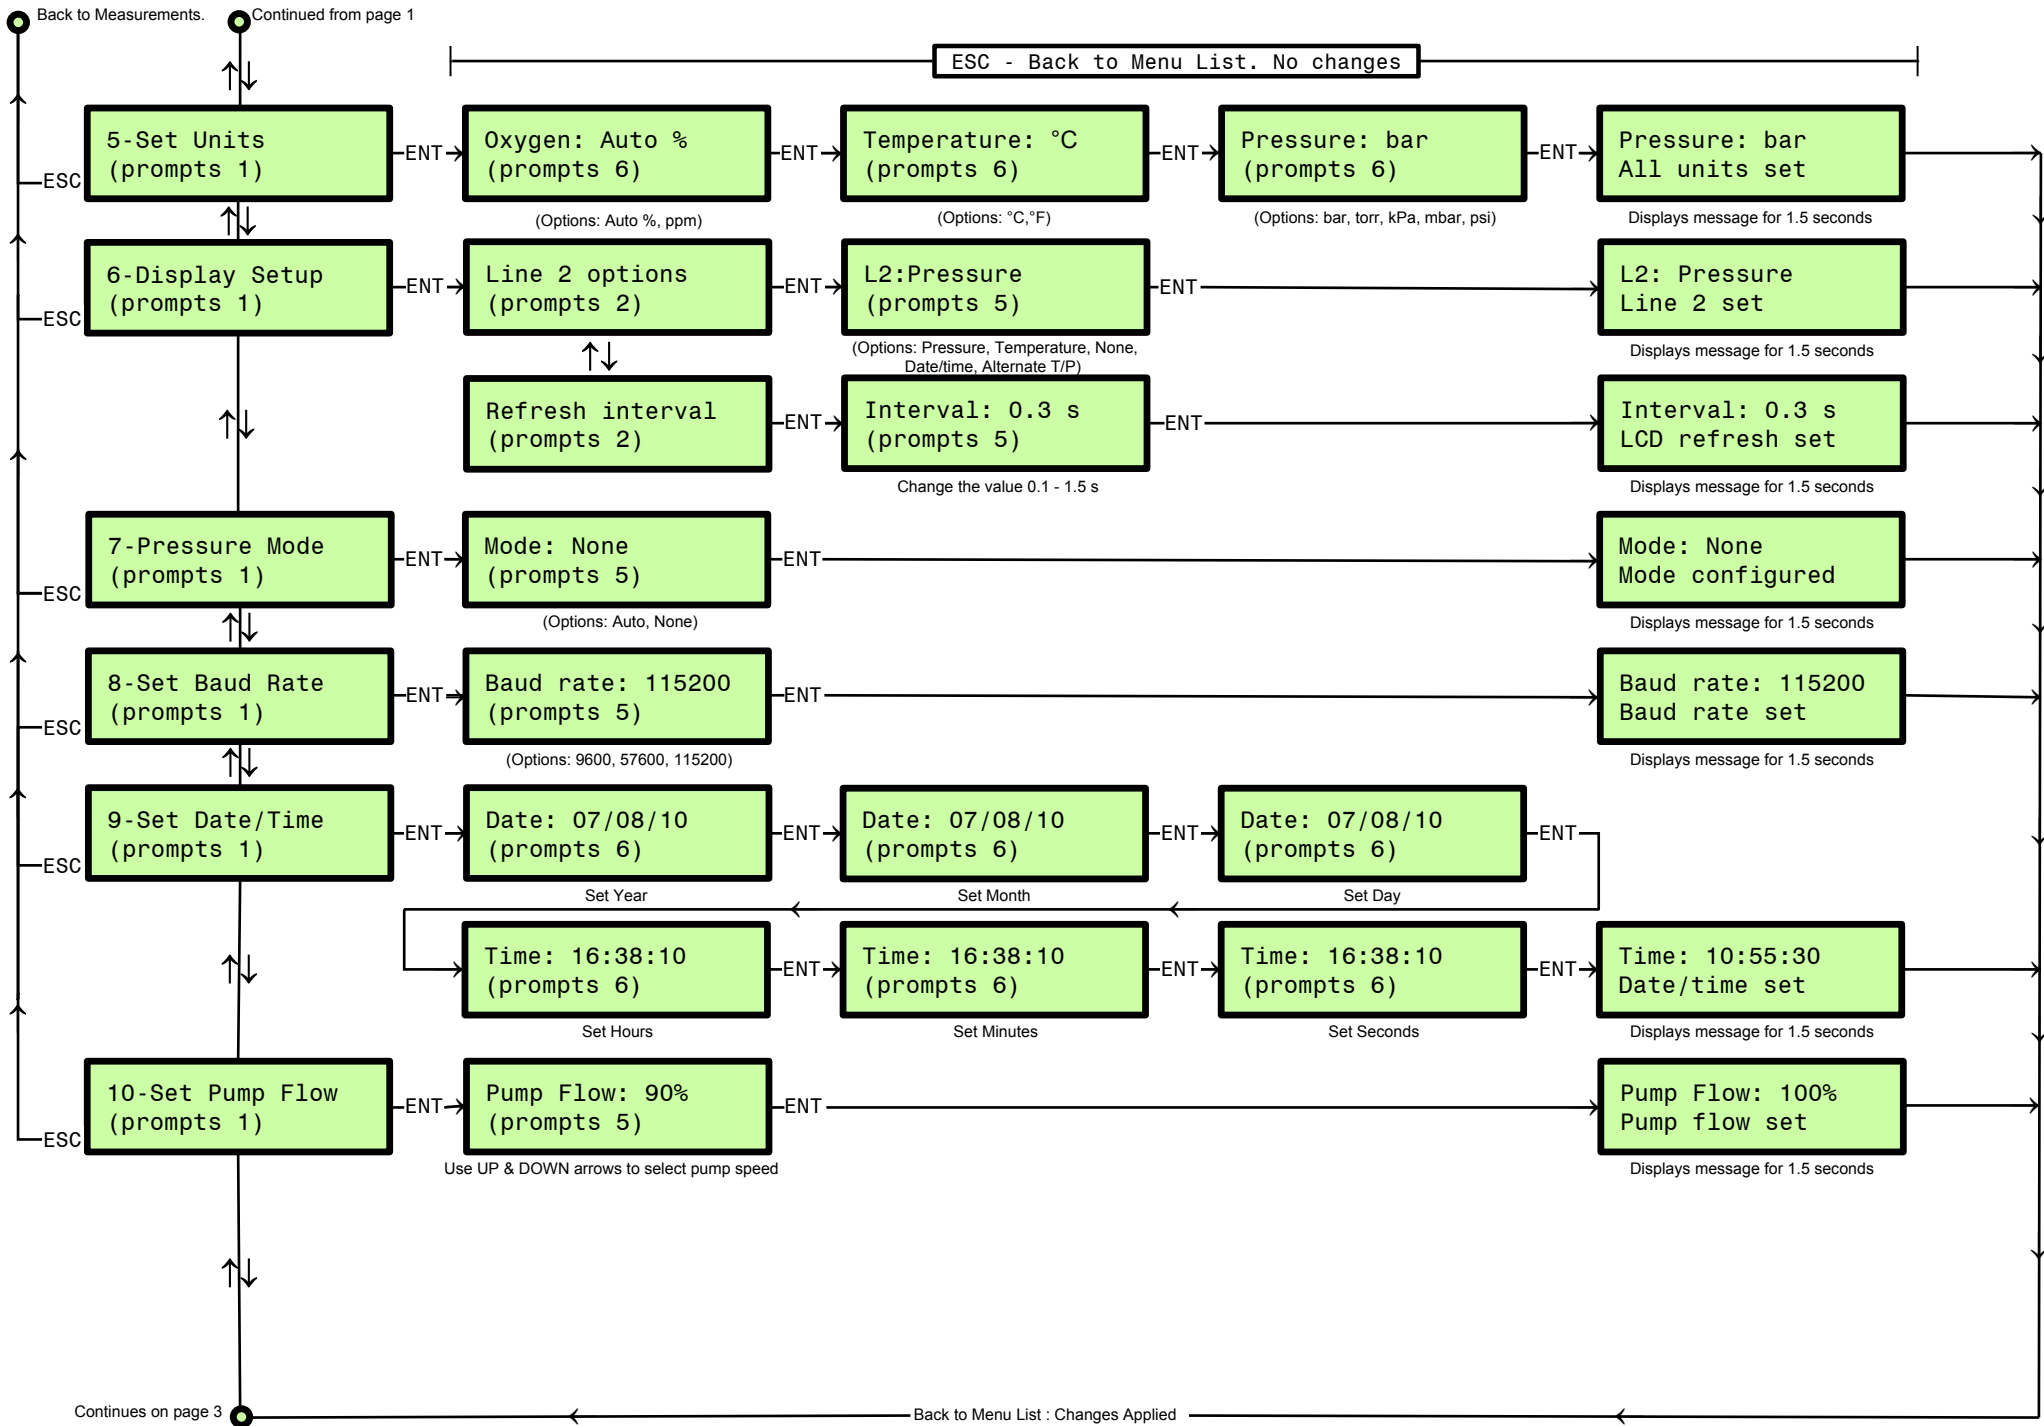 Back to Measurements.
Continued from page 1
ESC - Back to Menu List. No changes
5-Set Units
(prompts 1)
ESC
ENT
Oxygen: Auto %
(prompts 6)
(Options: Auto %, ppm)
ENT
Temperature: °C
(prompts 6)
(Options: °C,°F)
ENT
Pressure: bar
(prompts 6)
(Options: bar, torr, kPa, mbar, psi)
ENT
Pressure: bar
All units set
Displays message for 1.5 seconds
6-Display Setup
(prompts 1)
ESC
ENT
Line 2 options
(prompts 2)
ENT
L2:Pressure
(prompts 5)
(Options: Pressure, Temperature, None,
Date/time, Alternate T/P)
ENT
L2: Pressure
Line 2 set
Displays message for 1.5 seconds
Refresh interval
(prompts 2)
ENT
Interval: 0.3 s
(prompts 5)
Change the value 0.1 - 1.5 s
ENT
Interval: 0.3 s
LCD refresh set
Displays message for 1.5 seconds
7-Pressure Mode
(prompts 1)
ESC
ENT
Mode: None
(prompts 5)
(Options: Auto, None)
ENT
Mode: None
Mode configured
Displays message for 1.5 seconds
8-Set Baud Rate
(prompts 1)
ESC
ENT
Baud rate: 115200
(prompts 5)
(Options: 9600, 57600, 115200)
ENT
Baud rate: 115200
Baud rate set
Displays message for 1.5 seconds
9-Set Date/Time
(prompts 1)
ESC
ENT
Date: 07/08/10
(prompts 6)
Set Year
ENT
Date: 07/08/10
(prompts 6)
Set Month
ENT
Date: 07/08/10
(prompts 6)
Set Day
ENT
Time: 16:38:10
(prompts 6)
Set Hours
ENT
Time: 16:38:10
(prompts 6)
Set Minutes
ENT
Time: 16:38:10
(prompts 6)
Set Seconds
ENT
Time: 10:55:30
Date/time set
Displays message for 1.5 seconds
10-Set Pump Flow
(prompts 1)
ESC
ENT
Pump Flow: 90%
(prompts 5)
Use UP & DOWN arrows to select pump speed
ENT
Pump Flow: 100%
Pump flow set
Displays message for 1.5 seconds
Continues on page 3
Back to Menu List : Changes Applied